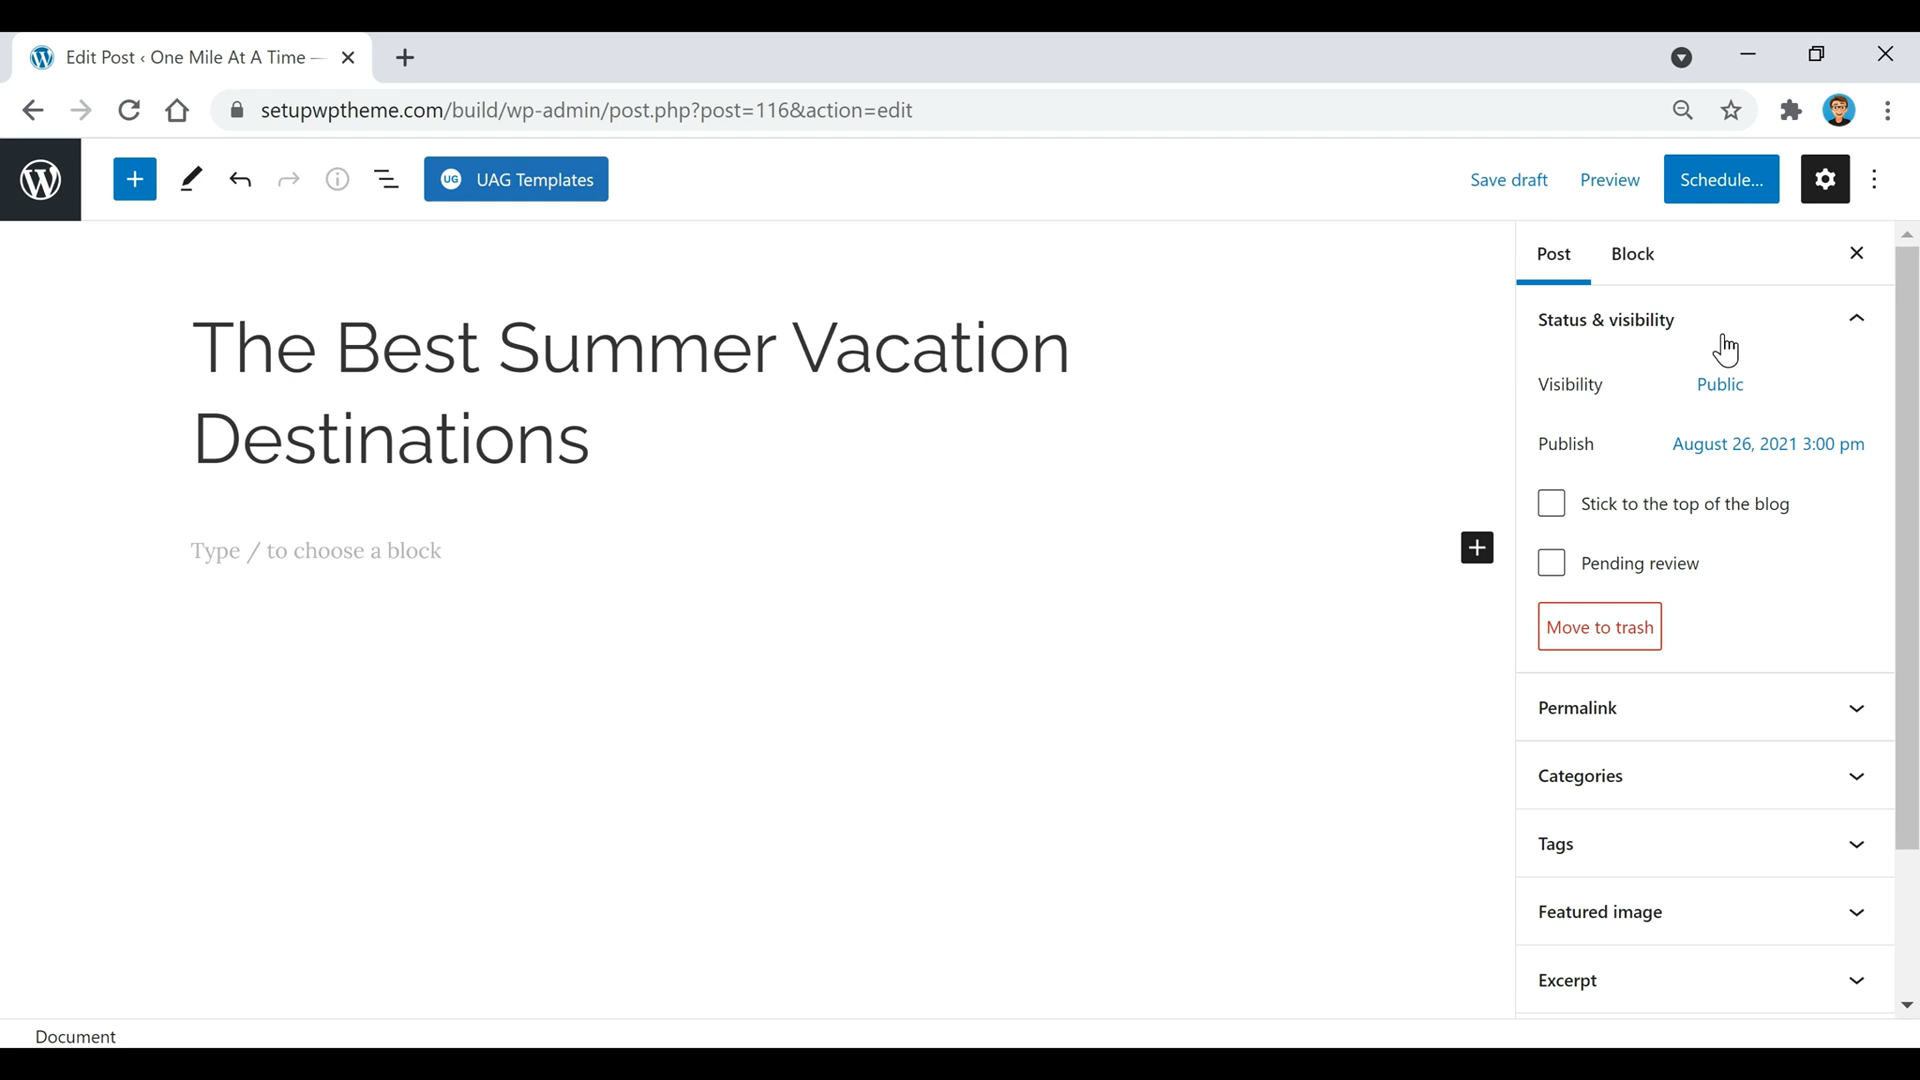 Edit Post ‹ One Mile At A Time —
setupwptheme.com/build/wp-admin/post.php?post=116&action=edit
UG UAG Templates
Save draft Preview Schedule...
Post Block
Status & visibility
The Best Summer Vacation
Destinations
Visibility Public
Publish August 26, 2021 3:00 pm
Stick to the top of the blog
Type / to choose a block
Pending review
Move to trash
Permalink
Categories
Tags
Featured image
Excerpt
Document